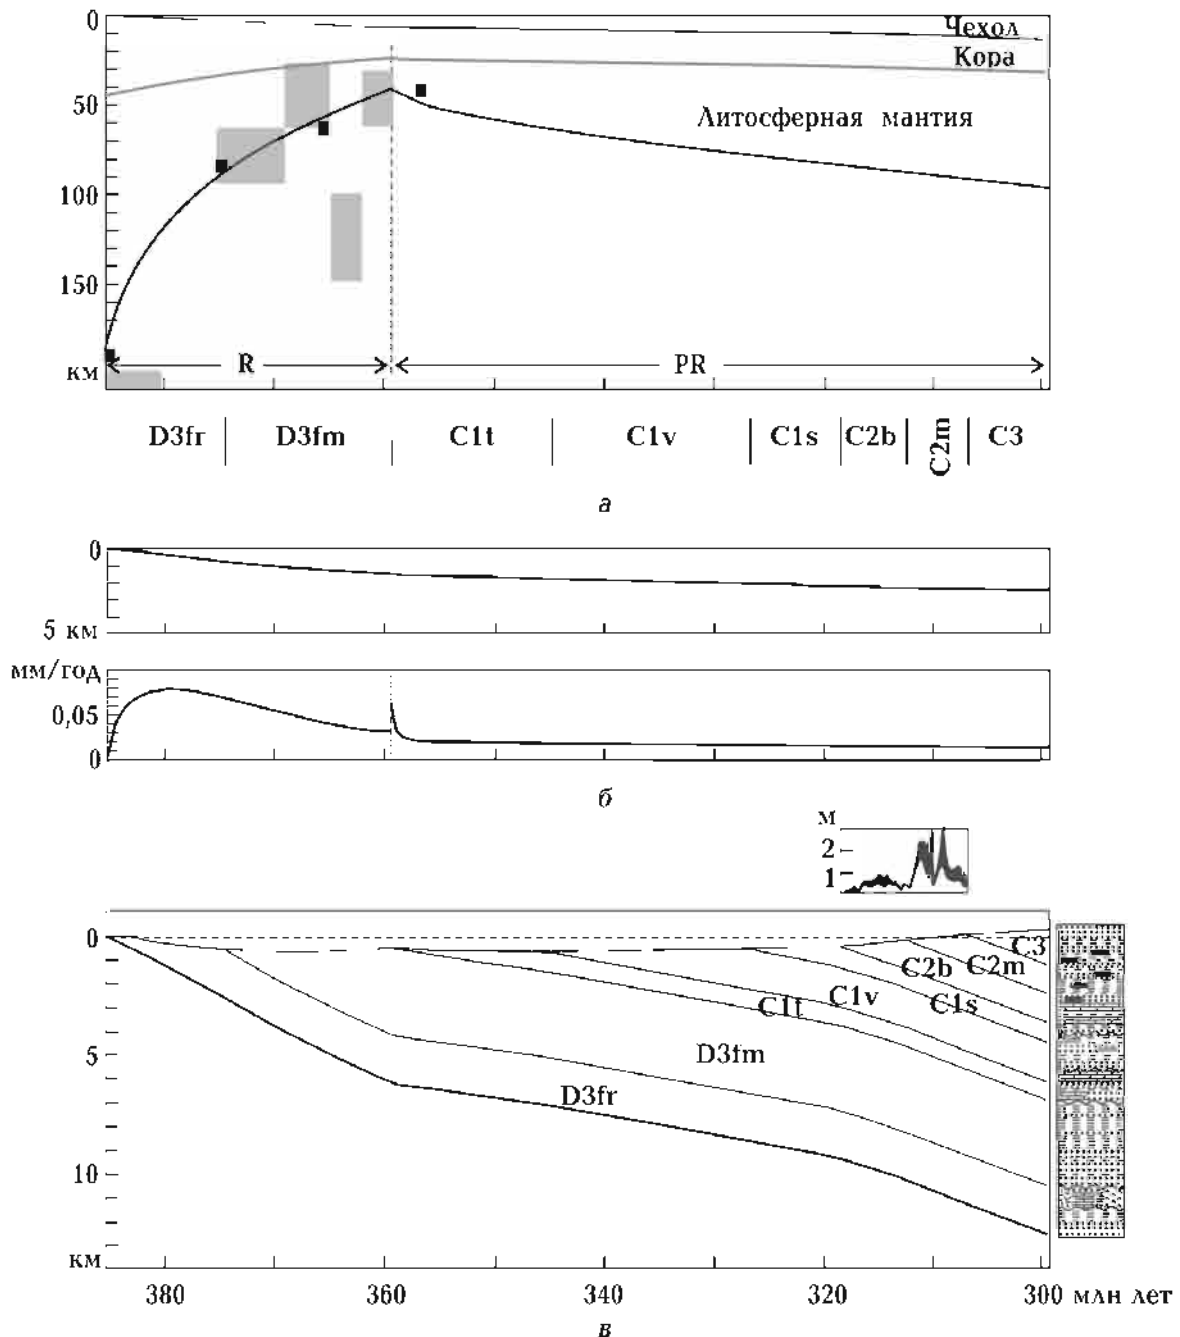 0
Чехол
Кора
50
Литосферная мантия
100
150
км
R
PR
D3fr
D3fm
C1t
C1v
C1s
C2b
C2m
C3
а
0
5 км
мм/год
0,05
0
б
м
2
1
0
C3
C2m
C2b
C1s
C1v
C1t
5
D3fm
D3fr
10
км
380
360
340
320
300 млн лет
в